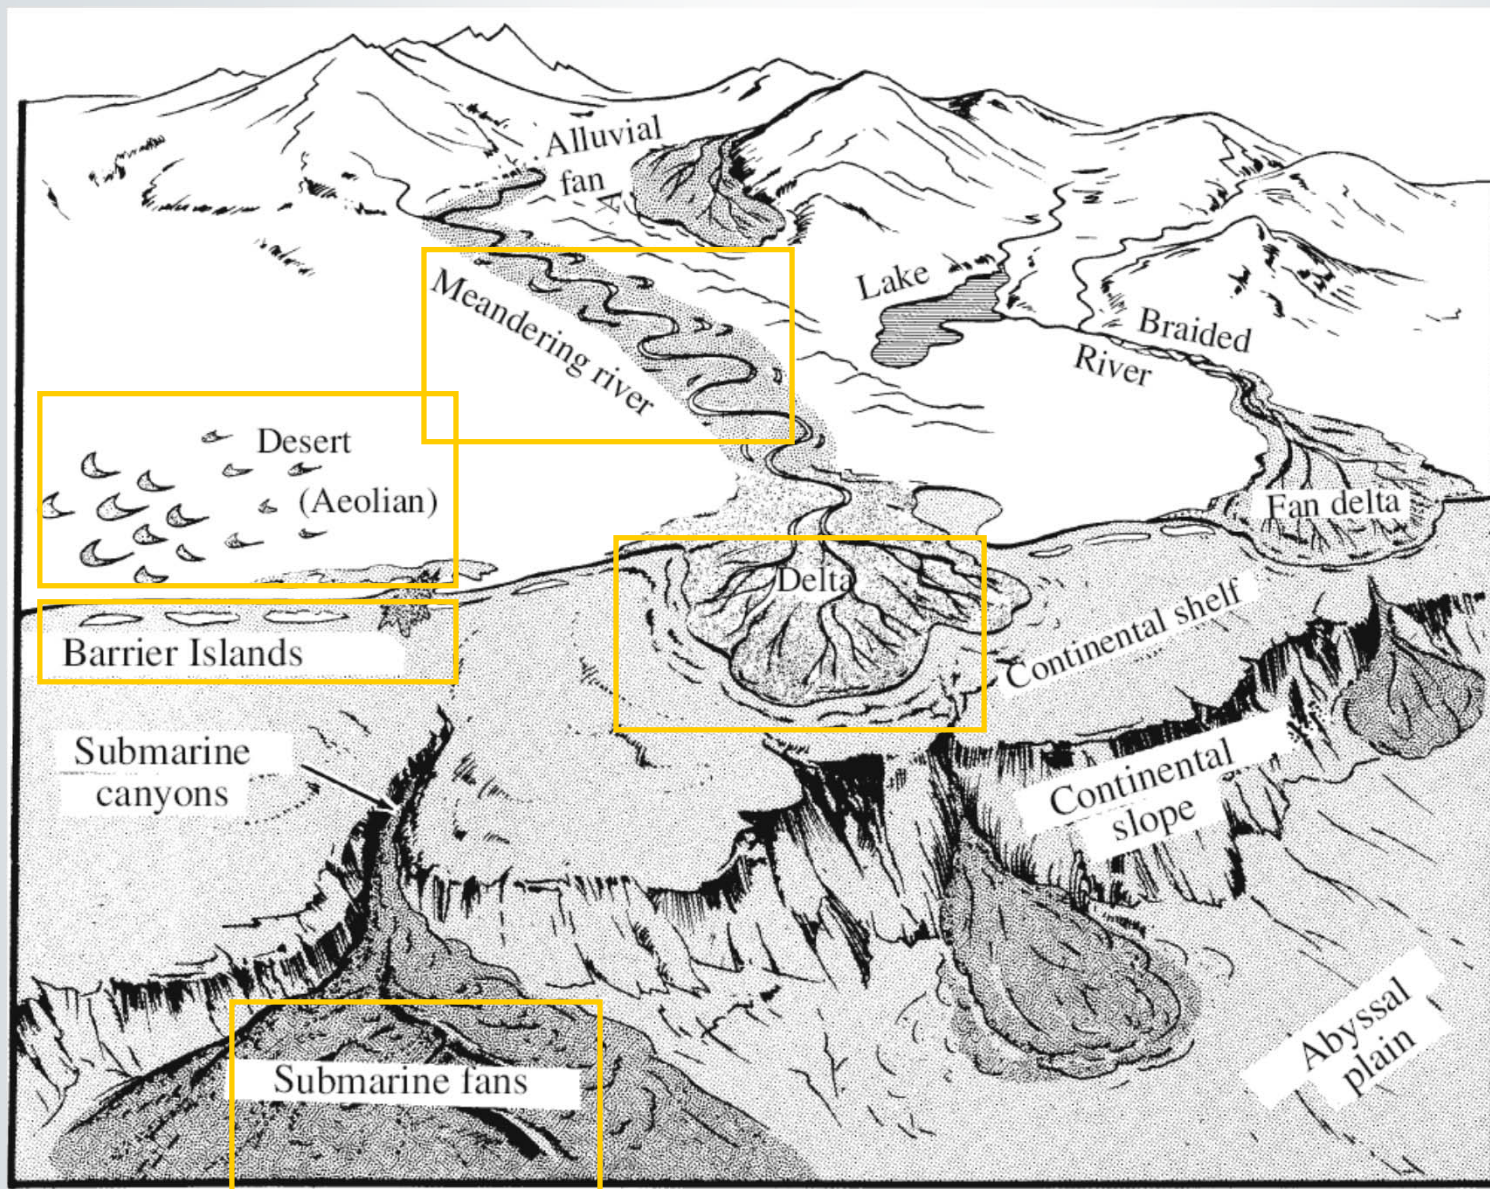 Alluvial
fan
Lake
Meandering river
Braided
River
Desert
(Aeolian)
Fan delta
Delta
Barrier Islands
Continental shelf
Submarine
canyons
Continental
slope
Abyssal
plain
Submarine fans